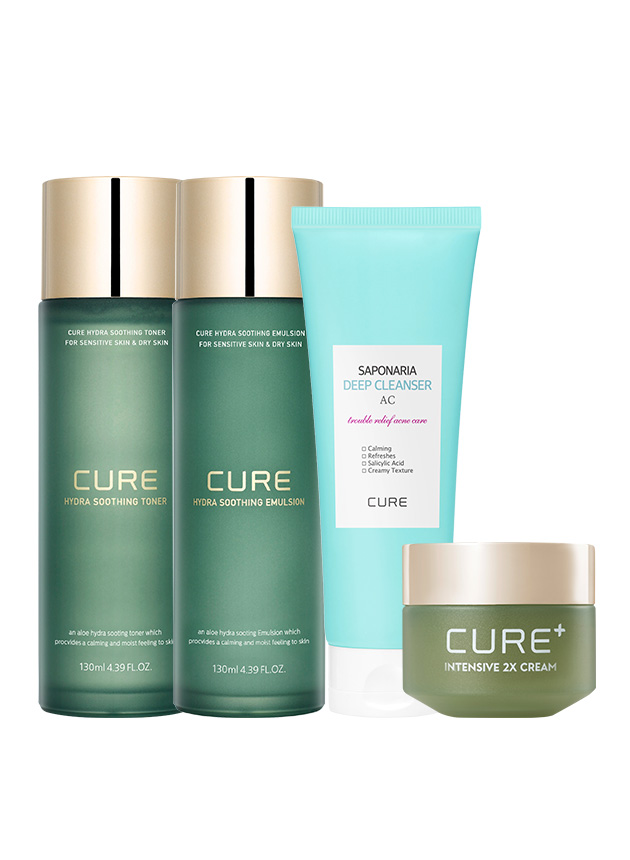 CURE HYDRA SOOTHING TONER
FOR SENSITIVE SKIN & DRY SKIN
CURE
HYDRA SOOTHING TONER
an aloe hydra sooting toner which
procvides a calming and moist feeling to skin
130ml 4.39 FL.OZ.
CURE HYDRA SOOTIHNG EMULSION
FOR SENSITIVE SKIN & DRY SKIN
CURE
HYDRA SOOTHING EMULSION
an aloe hydra sooting Emulsion which
procvides a calming and moist feeling to skin
130ml 4.39 FL.OZ.
SAPONARIA
DEEP CLEANSER
AC
trouble relief acne care
□ Calming
□ Refreshes
□ Salicylic Acid
□ Creamy Texture
CURE
CURE+
INTENSIVE 2X CREAM